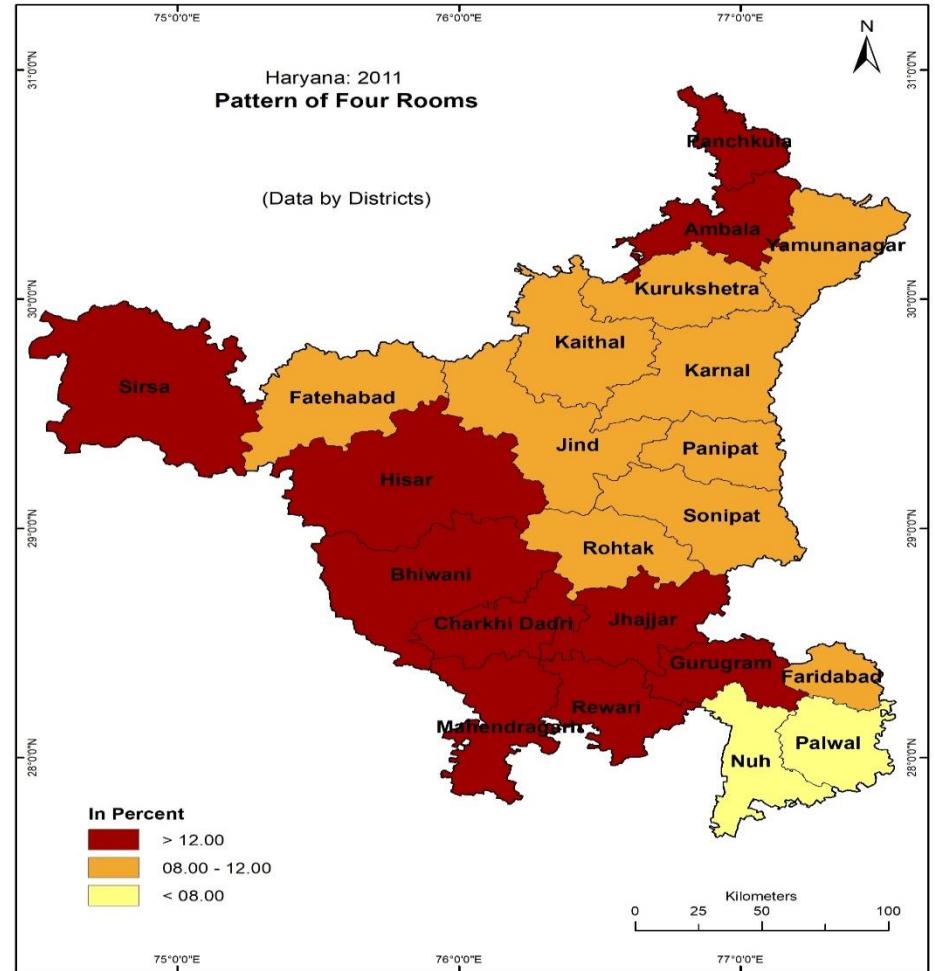 75°0'0"E 76°0'0"E 77°0'0"E
N
31°0'0"N 31°0'0"N
Haryana: 2011
Pattern of Four Rooms
(Data by Districts)
Panchkula
Ambala
Yamunanagar
Kurukshetra
30°0'0"N 30°0'0"N
Kaithal
Karnal
Sirsa
Fatehabad
Jind
Panipat
Hisar
Sonipat
29°0'0"N 29°0'0"N
Rohtak
Bhiwani
Charkhi Dadri
Jhajjar
Gurugram
Faridabad
Rewari
Mahendragarh
Palwal
Nuh
28°0'0"N 28°0'0"N
In Percent
> 12.00
08.00 - 12.00
< 08.00
Kilometers
0 25 50 100
75°0'0"E 76°0'0"E 77°0'0"E